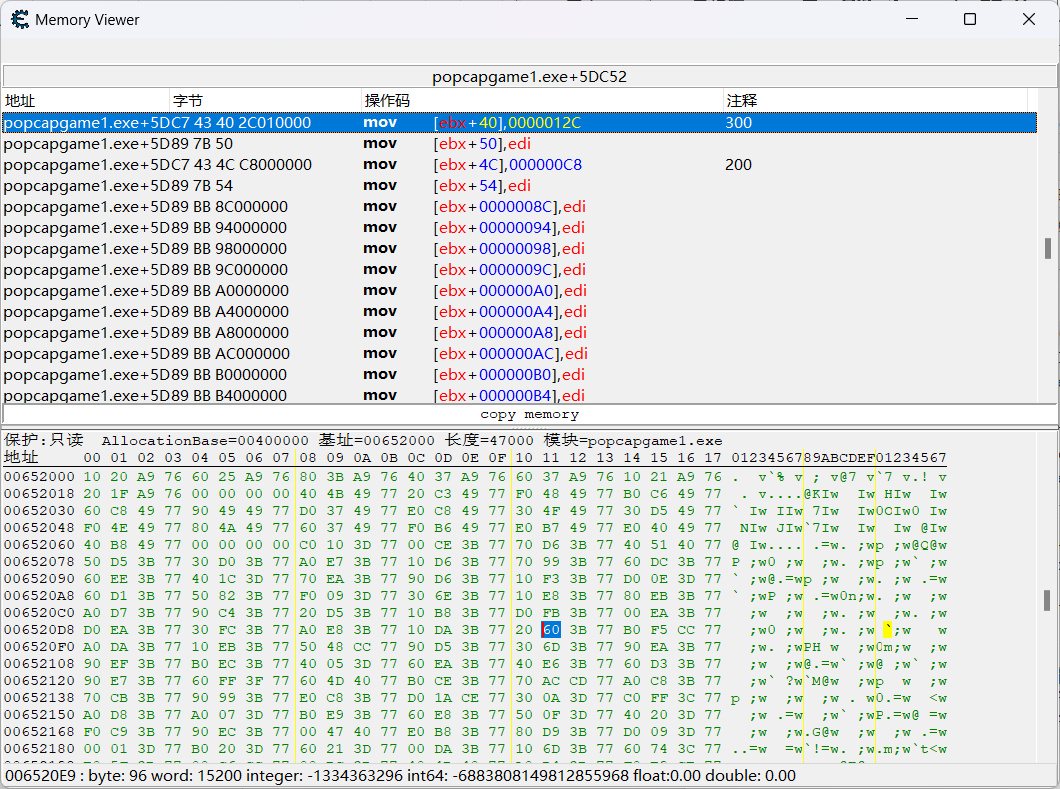 Memory Viewer
popcapgame1.exe+5DC52
地址 字节 操作码 注释
popcapgame1.exe+5DC7 43 40 2C010000 mov [ebx+40],0000012C 300
popcapgame1.exe+5D89 7B 50 mov [ebx+50],edi
popcapgame1.exe+5DC7 43 4C C8000000 mov [ebx+4C],000000C8 200
popcapgame1.exe+5D89 7B 54 mov [ebx+54],edi
popcapgame1.exe+5D89 BB 8C000000 mov [ebx+0000008C],edi
popcapgame1.exe+5D89 BB 94000000 mov [ebx+00000094],edi
popcapgame1.exe+5D89 BB 98000000 mov [ebx+00000098],edi
popcapgame1.exe+5D89 BB 9C000000 mov [ebx+0000009C],edi
popcapgame1.exe+5D89 BB A0000000 mov [ebx+000000A0],edi
popcapgame1.exe+5D89 BB A4000000 mov [ebx+000000A4],edi
popcapgame1.exe+5D89 BB A8000000 mov [ebx+000000A8],edi
popcapgame1.exe+5D89 BB AC000000 mov [ebx+000000AC],edi
popcapgame1.exe+5D89 BB B0000000 mov [ebx+000000B0],edi
popcapgame1.exe+5D89 BB B4000000 mov [ebx+000000B4],edi
copy memory
保护:只读 AllocationBase=00400000 基址=00652000 长度=47000 模块=popcapgame1.exe
地址 00 01 02 03 04 05 06 07 08 09 0A 0B 0C 0D 0E 0F 10 11 12 13 14 15 16 17 0123456789ABCDEF01234567
00652000 10 20 A9 76 60 25 A9 76 80 3B A9 76 40 37 A9 76 60 37 A9 76 10 21 A9 76
00652018 20 1F A9 76 00 00 00 00 40 4B 49 77 20 C3 49 77 F0 48 49 77 B0 C6 49 77
00652030 60 C8 49 77 90 49 49 77 D0 37 49 77 E0 C8 49 77 30 4F 49 77 30 D5 49 77
00652048 F0 4E 49 77 80 4A 49 77 60 37 49 77 F0 B6 49 77 E0 B7 49 77 E0 40 49 77
00652060 40 B8 49 77 00 00 00 00 C0 10 3D 77 00 CE 3B 77 70 D6 3B 77 40 51 40 77
00652078 50 D5 3B 77 30 D0 3B 77 A0 E7 3B 77 10 D6 3B 77 70 99 3B 77 60 DC 3B 77
00652090 60 EE 3B 77 40 1C 3D 77 70 EA 3B 77 90 D6 3B 77 10 F3 3B 77 D0 0E 3D 77
006520A8 60 D1 3B 77 50 82 3B 77 F0 09 3D 77 30 6E 3B 77 10 E8 3B 77 80 EB 3B 77
006520C0 A0 D7 3B 77 90 C4 3B 77 20 D5 3B 77 10 B8 3B 77 D0 FB 3B 77 00 EA 3B 77
006520D8 D0 EA 3B 77 30 FC 3B 77 A0 E8 3B 77 10 DA 3B 77 20 60 3B 77 B0 F5 CC 77
006520F0 A0 DA 3B 77 10 EB 3B 77 50 48 CC 77 90 D5 3B 77 30 6D 3B 77 90 EA 3B 77
00652108 90 EF 3B 77 B0 EC 3B 77 40 05 3D 77 60 EA 3B 77 40 E6 3B 77 60 D3 3B 77
00652120 90 E7 3B 77 60 FF 3F 77 60 4D 40 77 B0 CE 3B 77 70 AC CD 77 A0 C8 3B 77
00652138 70 CB 3B 77 90 99 3B 77 E0 C8 3B 77 D0 1A CE 77 30 0A 3D 77 C0 FF 3C 77
00652150 A0 D8 3B 77 A0 07 3D 77 B0 E9 3B 77 60 E8 3B 77 50 0F 3D 77 40 20 3D 77
00652168 F0 C9 3B 77 90 EC 3B 77 00 47 40 77 E0 B8 3B 77 80 D9 3B 77 D0 09 3D 77
00652180 00 01 3D 77 B0 20 3D 77 60 21 3D 77 00 DA 3B 77 10 6D 3B 77 60 74 3C 77
006520E9 : byte: 96 word: 15200 integer: -1334363296 int64: -6883808149812855968 float:0.00 double: 0.00